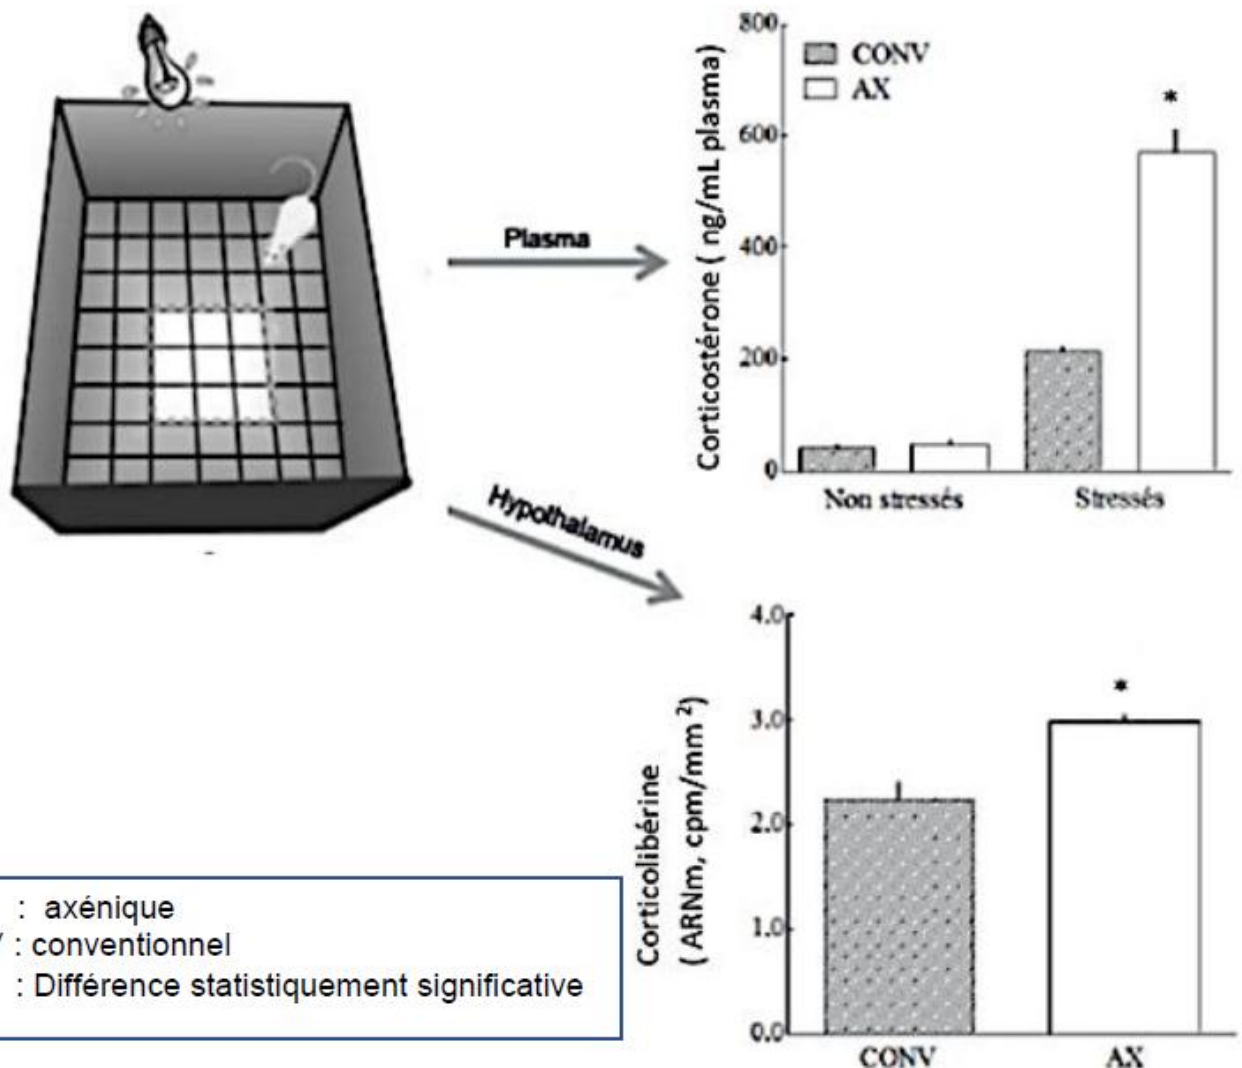 800
CONV
AX
*
600
400
200
0
Corticostérone ( ng/mL plasma)
Non stressés
Stressés
Plasma
Hypothalamus
4.0
*
3.0
2.0
1.0
0.0
Corticolibérine
( ARNm, cpm/mm ²)
CONV
AX
: axénique
: conventionnel
: Différence statistiquement significative